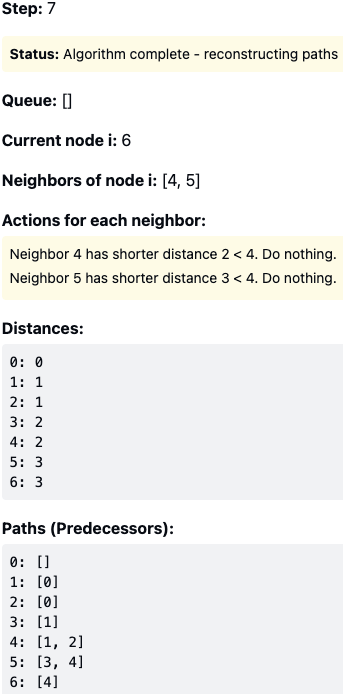 Step: 7
Status: Algorithm complete - reconstructing paths
Queue: []
Current node i: 6
Neighbors of node i: [4, 5]
Actions for each neighbor:
Neighbor 4 has shorter distance 2 < 4. Do nothing.
Neighbor 5 has shorter distance 3 < 4. Do nothing.
Distances:
0: 0
1: 1
2: 1
3: 2
4: 2
5: 3
6: 3
Paths (Predecessors):
0: []
1: [0]
2: [0]
3: [1]
4: [1, 2]
5: [3, 4]
6: [4]